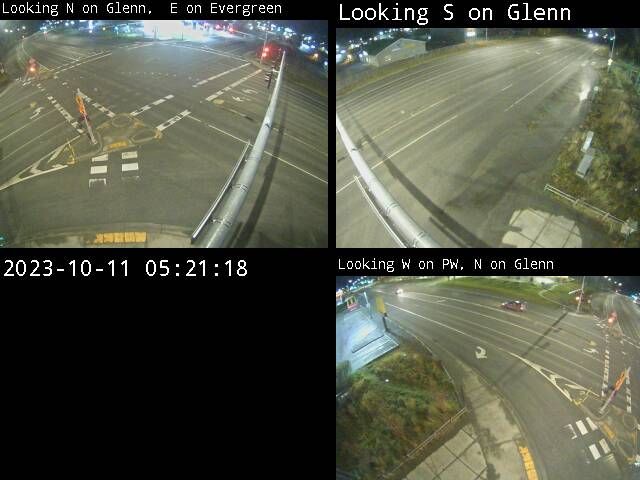 Looking N on Glenn,  E on Evergreen
Looking S on Glenn
2023-10-11 05:21:18
Looking W on PW, N on Glenn